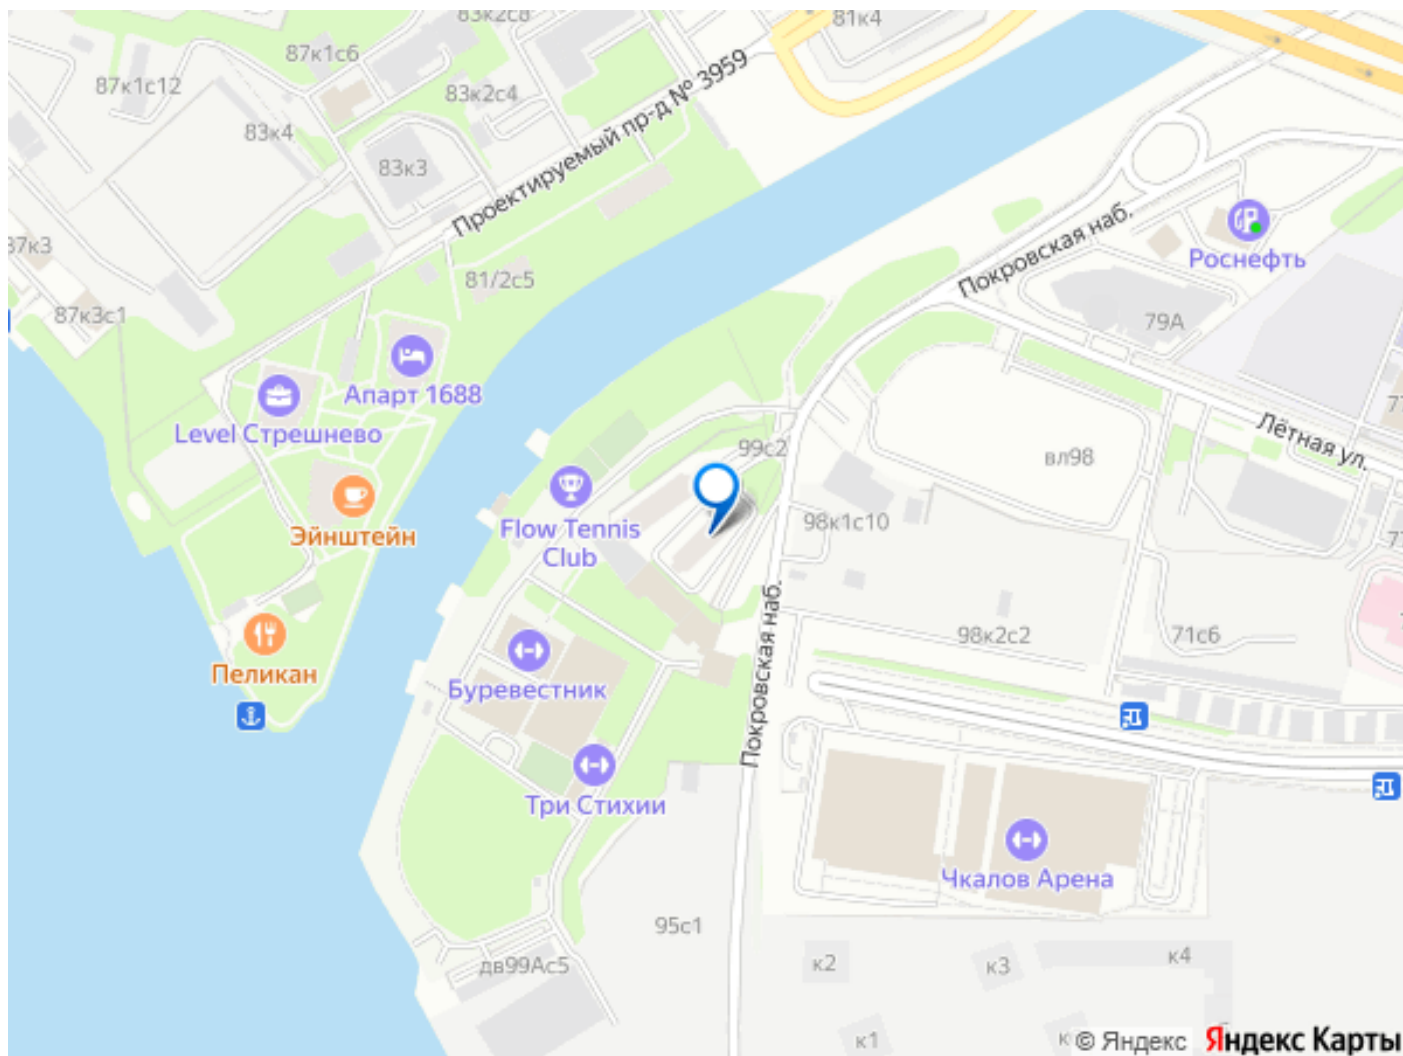 83к2с8
81к4
87к1с6
87к1с12
83к2с4
83к4
83к3
Проектируемый пр-д № 3959
Покровская наб.
Роснефть
87к3
81/2с5
87к3с1
79А
Апарт 1688
Level Стрешнево
Лётная ул.
99с2
вл98
Эйнштейн
Flow Tennis
Club
98к1с10
Покровская наб.
98к2с2
71с6
Пеликан
Буревестник
Три Стихии
Чкалов Арена
95с1
дв99Ас5
к2
к3
к4
к1
© Яндекс
Яндекс Карты